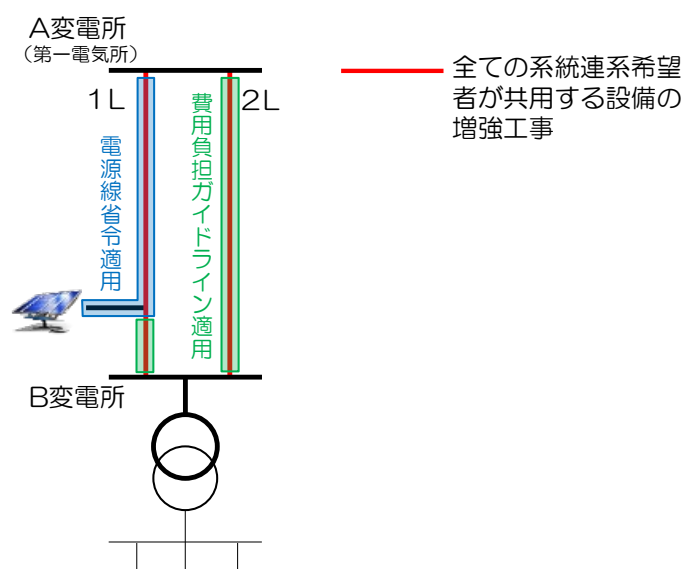 A変電所
(第一電気所)
1L
2L
電源線省令適用
費用負担ガイドライン適用
B変電所
全ての系統連系希望
者が共用する設備の
増強工事